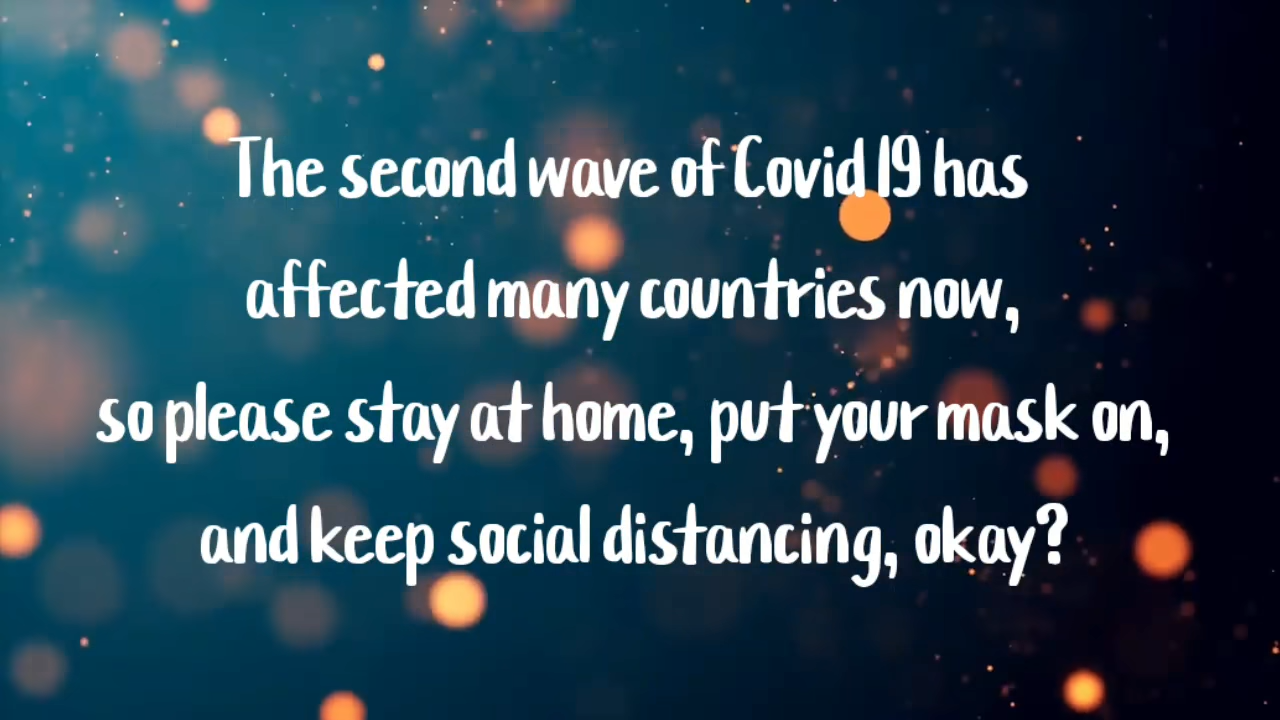 The second wave of Covid 19 has
affected many countries now,
so please stay at home, put your mask on,
and keep social distancing, okay?